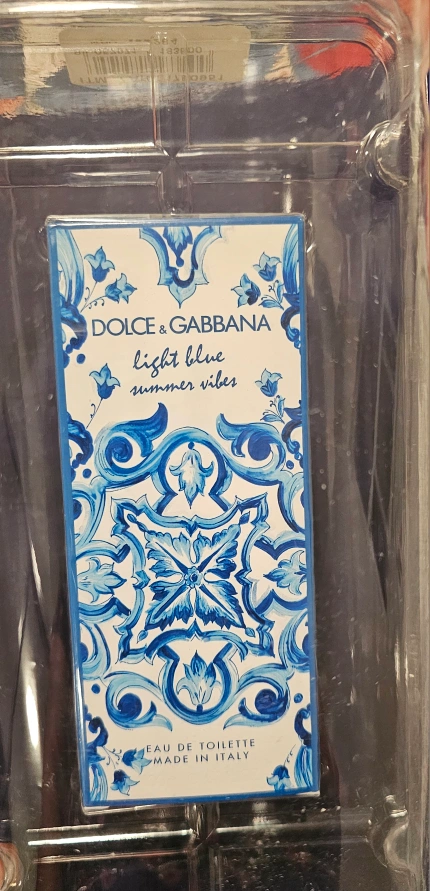 DOLCE & GABBANA
light blue
summer vibes
EAU DE TOILETTE
MADE IN ITALY